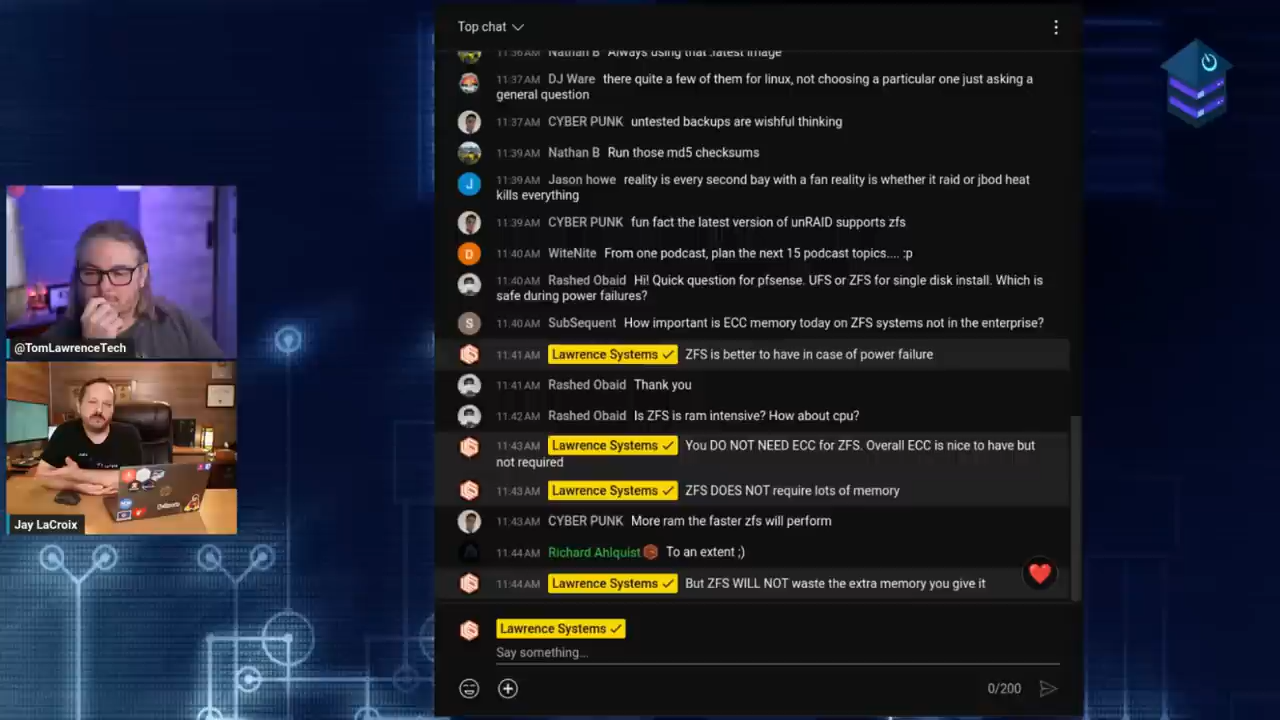 Top chat
11:36 AM Nathan B Always using that :latest image
11:37 AM DJ Ware there quite a few of them for linux, not choosing a particular one just asking a
general question
11:37 AM CYBER PUNK untested backups are wishful thinking
11:39 AM Nathan B Run those md5 checksums
J
11:39 AM Jason howe reality is every second bay with a fan reality is whether it raid or jbod heat
kills everything
11:39 AM CYBER PUNK fun fact the latest version of unRAID supports zfs
D
11:40 AM WiteNite From one podcast, plan the next 15 podcast topics.... :p
11:40 AM Rashed Obaid Hi! Quick question for pfsense. UFS or ZFS for single disk install. Which is
safe during power failures?
S
11:40 AM SubSequent How important is ECC memory today on ZFS systems not in the enterprise?
11:41 AM Lawrence Systems ZFS is better to have in case of power failure
11:41 AM Rashed Obaid Thank you
11:42 AM Rashed Obaid Is ZFS is ram intensive? How about cpu?
11:43 AM Lawrence Systems You DO NOT NEED ECC for ZFS. Overall ECC is nice to have but
not required
11:43 AM Lawrence Systems ZFS DOES NOT require lots of memory
11:43 AM CYBER PUNK More ram the faster zfs will perform
11:44 AM Richard Ahlquist To an extent ;)
11:44 AM Lawrence Systems But ZFS WILL NOT waste the extra memory you give it
Lawrence Systems
Say something...
0/200
@TomLawrenceTech
Jay LaCroix